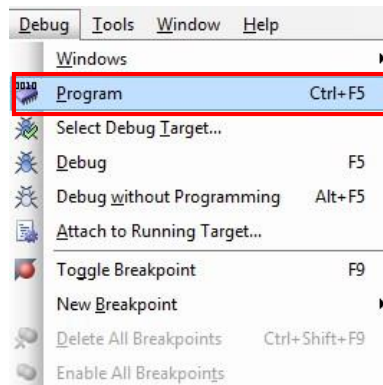 Debug Tools Window Help
Windows
0010
Program Ctrl+F5
Select Debug Target...
Debug F5
Debug without Programming Alt+F5
Attach to Running Target...
Toggle Breakpoint F9
New Breakpoint
Delete All Breakpoints Ctrl+Shift+F9
Enable All Breakpoints